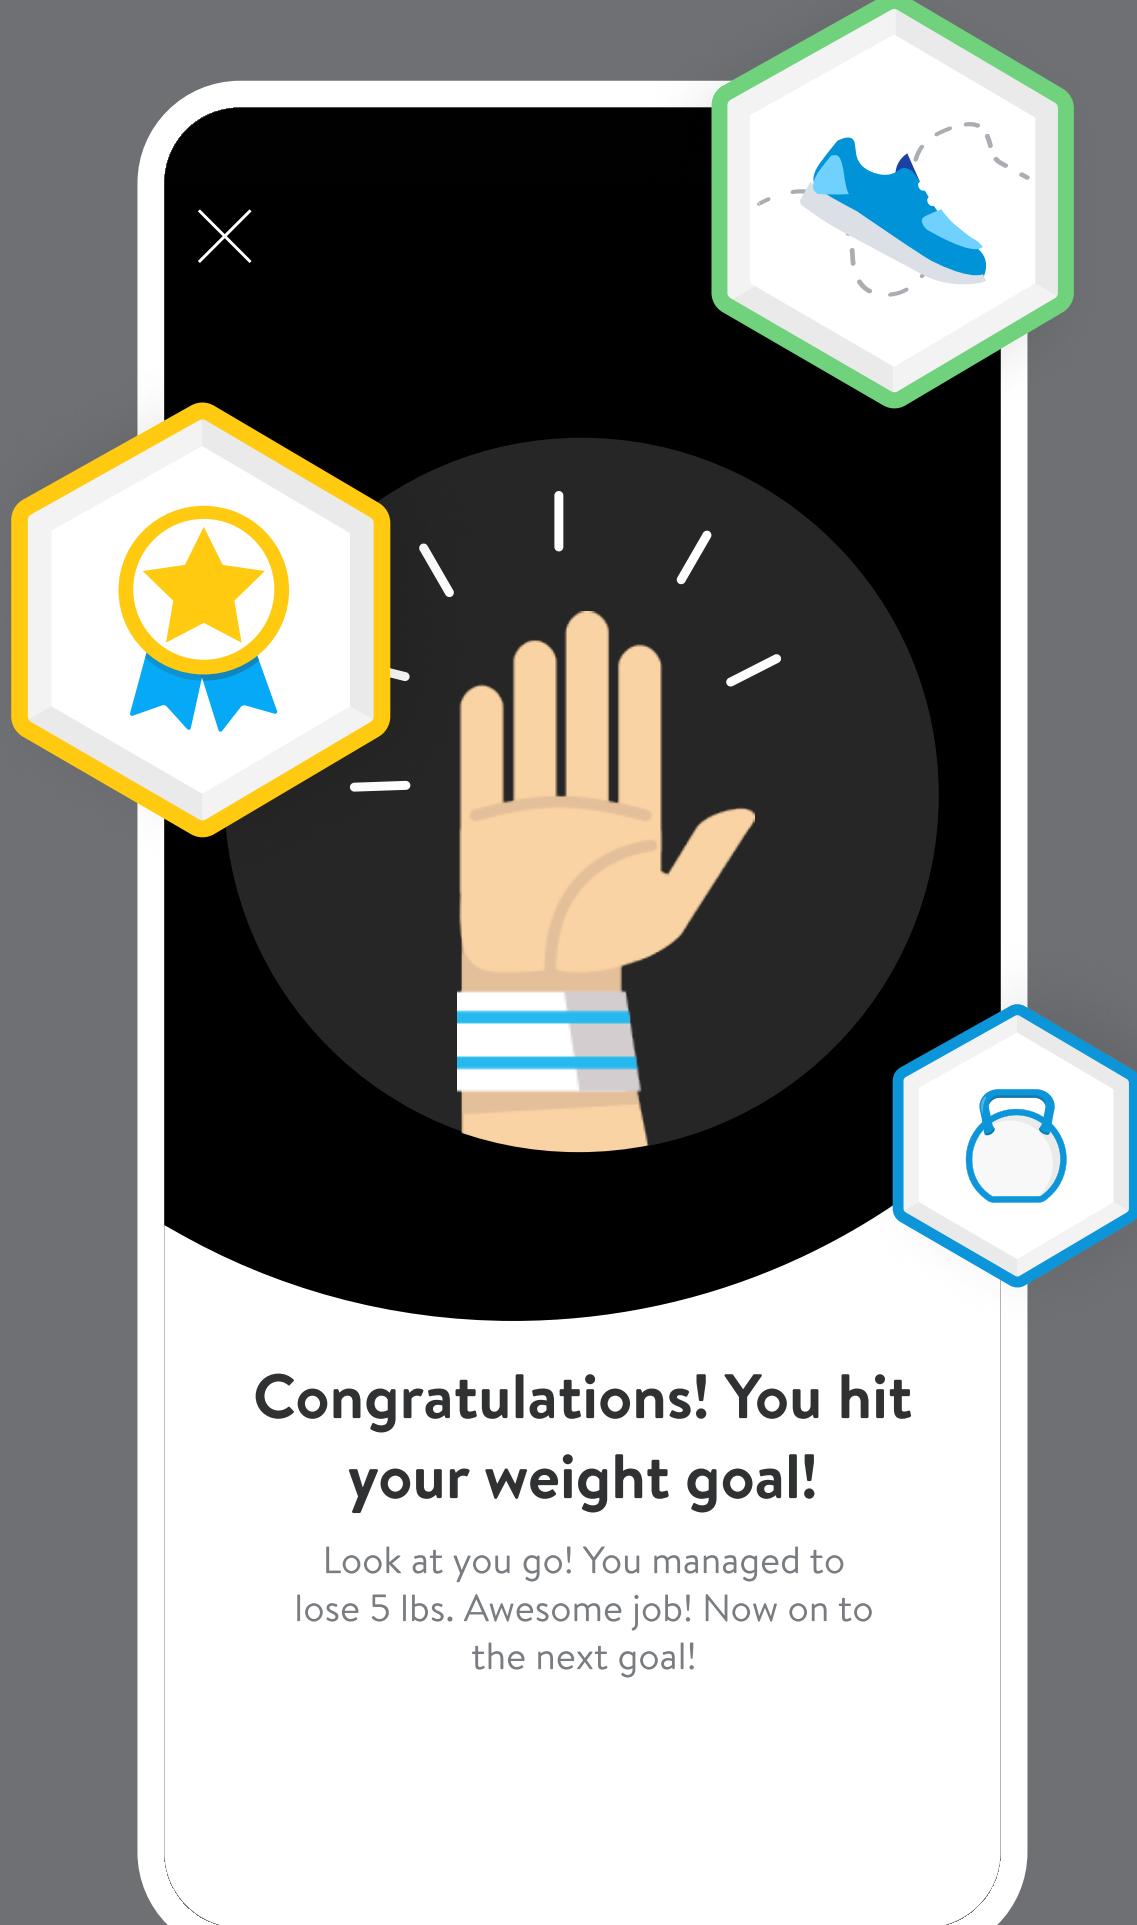 Congratulations! You hit
your weight goal!
Look at you go! You managed to
lose 5 lbs. Awesome job! Now on to
the next goal!